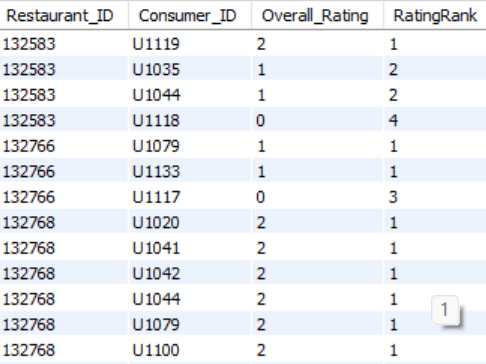 Restaurant_ID Consumer_ID Overall_Rating RatingRank
132583 U1119 2 1
132583 U1035 1 2
132583 U1044 1 2
132583 U1118 0 4
132766 U1079 1 1
132766 U1133 1 1
132766 U1117 0 3
132768 U1020 2 1
132768 U1041 2 1
132768 U1042 2 1
132768 U1044 2 1
1
132768 U1079 2 1
132768 U1100 2 1